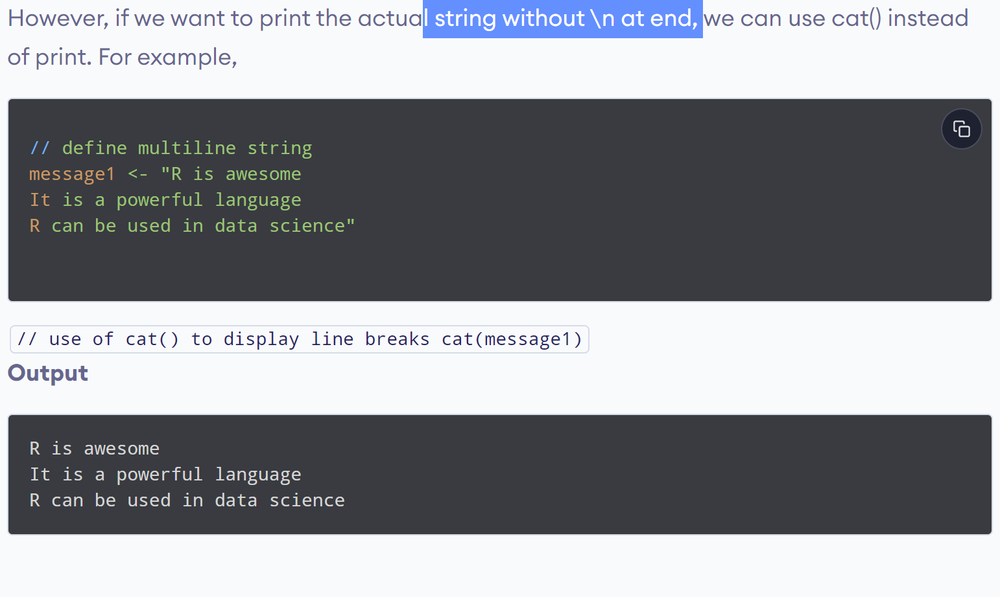 However, if we want to print the actual string without \n at end, we can use cat() instead
of print. For example,
// define multiline string
message1 <- "R is awesome
It is a powerful language
R can be used in data science"
// use of cat() to display line breaks cat(message1)
Output
R is awesome
It is a powerful language
R can be used in data science